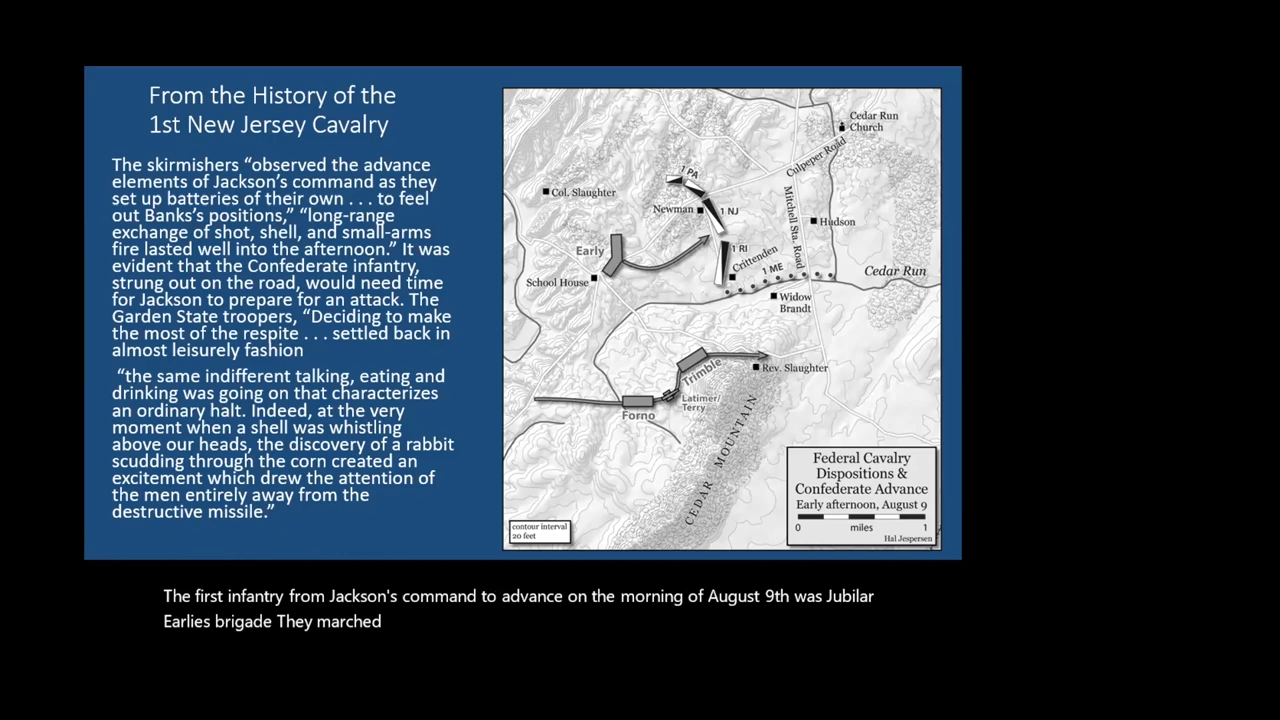 From the History of the
1st New Jersey Cavalry
The skirmishers “observed the advance
elements of Jackson’s command as they
set up batteries of their own . . . to feel
out Banks’s positions,” “long-range
exchange of shot, shell, and small-arms
fire lasted well into the afternoon.” It was
evident that the Confederate infantry,
strung out on the road, would need time
for Jackson to prepare for an attack. The
Garden State troopers, “Deciding to make
the most of the respite . . . settled back in
almost leisurely fashion
“the same indifferent talking, eating and
drinking was going on that characterizes
an ordinary halt. Indeed, at the very
moment when a shell was whistling
above our heads, the discovery of a rabbit
scudding through the corn created an
excitement which drew the attention of
the men entirely away from the
destructive missile.”
Cedar Run
Church
Culpeper Road
1 PA
Col. Slaughter
Newman
1 NJ
Mitchell Sta. Road
Hudson
Early
1 RI
Crittenden
1 ME
Cedar Run
School House
Widow
Brandt
Trimble
Rev. Slaughter
Latimer/
Terry
Forno
CEDAR MOUNTAIN
Federal Cavalry
Dispositions &
Confederate Advance
Early afternoon, August 9
0 miles 1
Hal Jespersen
contour interval
20 feet
The first infantry from Jackson's command to advance on the morning of August 9th was Jubilar
Earlies brigade They marched